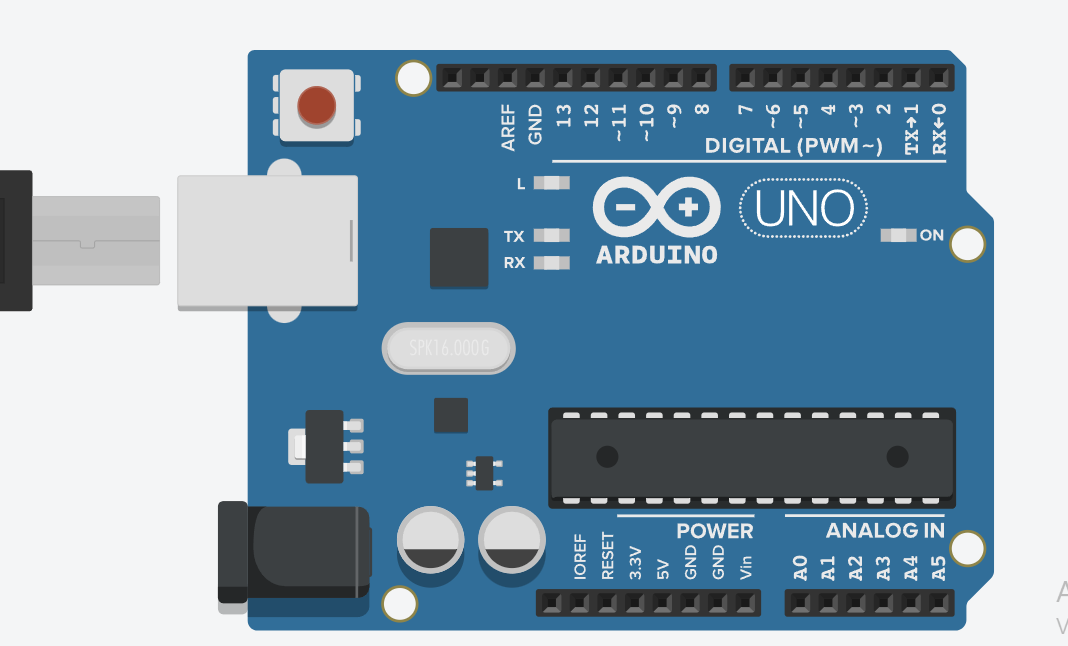 AREF
GND
13
12
~11
~10
~9
8
7
~6
~5
4
~3
2
TX→1
RX←0
DIGITAL (PWM~)
L
TX
RX
ARDUINO
UNO
ON
SPK16.000G
POWER
ANALOG IN
IOREF
RESET
3.3V
5V
GND
GND
Vin
A0
A1
A2
A3
A4
A5